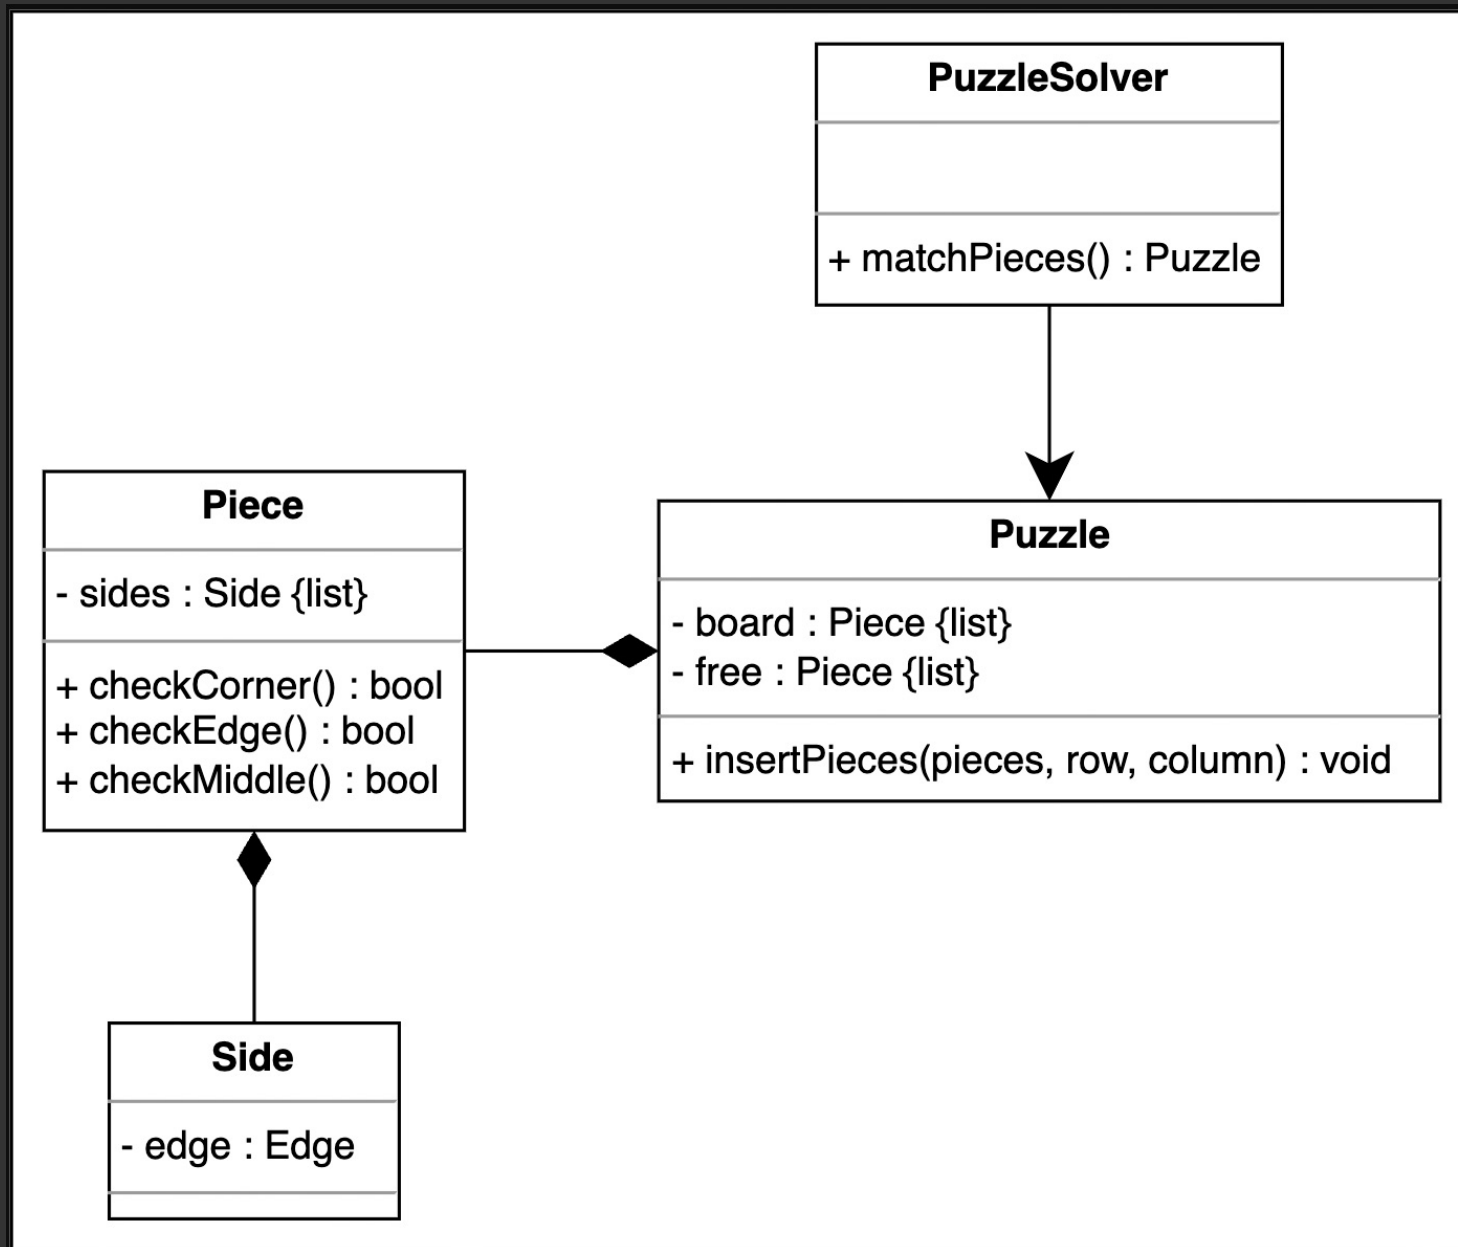 PuzzleSolver
+ matchPieces() : Puzzle
Piece
- sides : Side {list}
+ checkCorner() : bool
+ checkEdge() : bool
+ checkMiddle() : bool
Puzzle
- board : Piece {list}
- free : Piece {list}
+ insertPieces(pieces, row, column) : void
Side
- edge : Edge